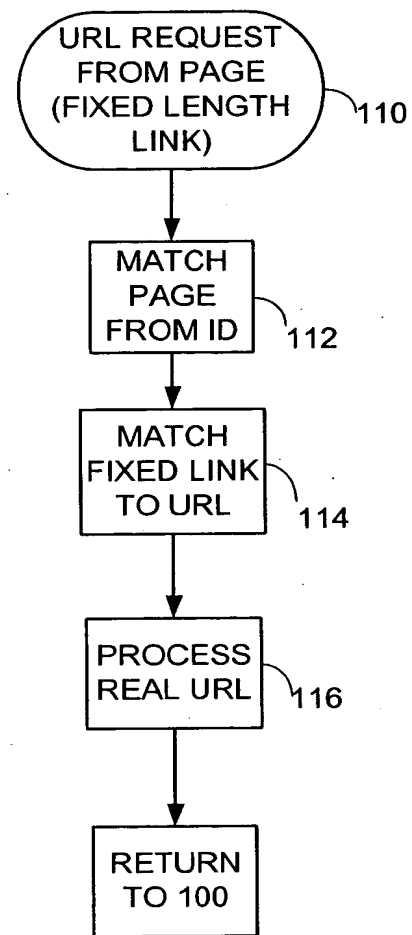 URL REQUEST
FROM PAGE
(FIXED LENGTH
LINK)
110
MATCH
PAGE
FROM ID
112
MATCH
FIXED LINK
TO URL
114
PROCESS
REAL URL
116
RETURN
TO 100